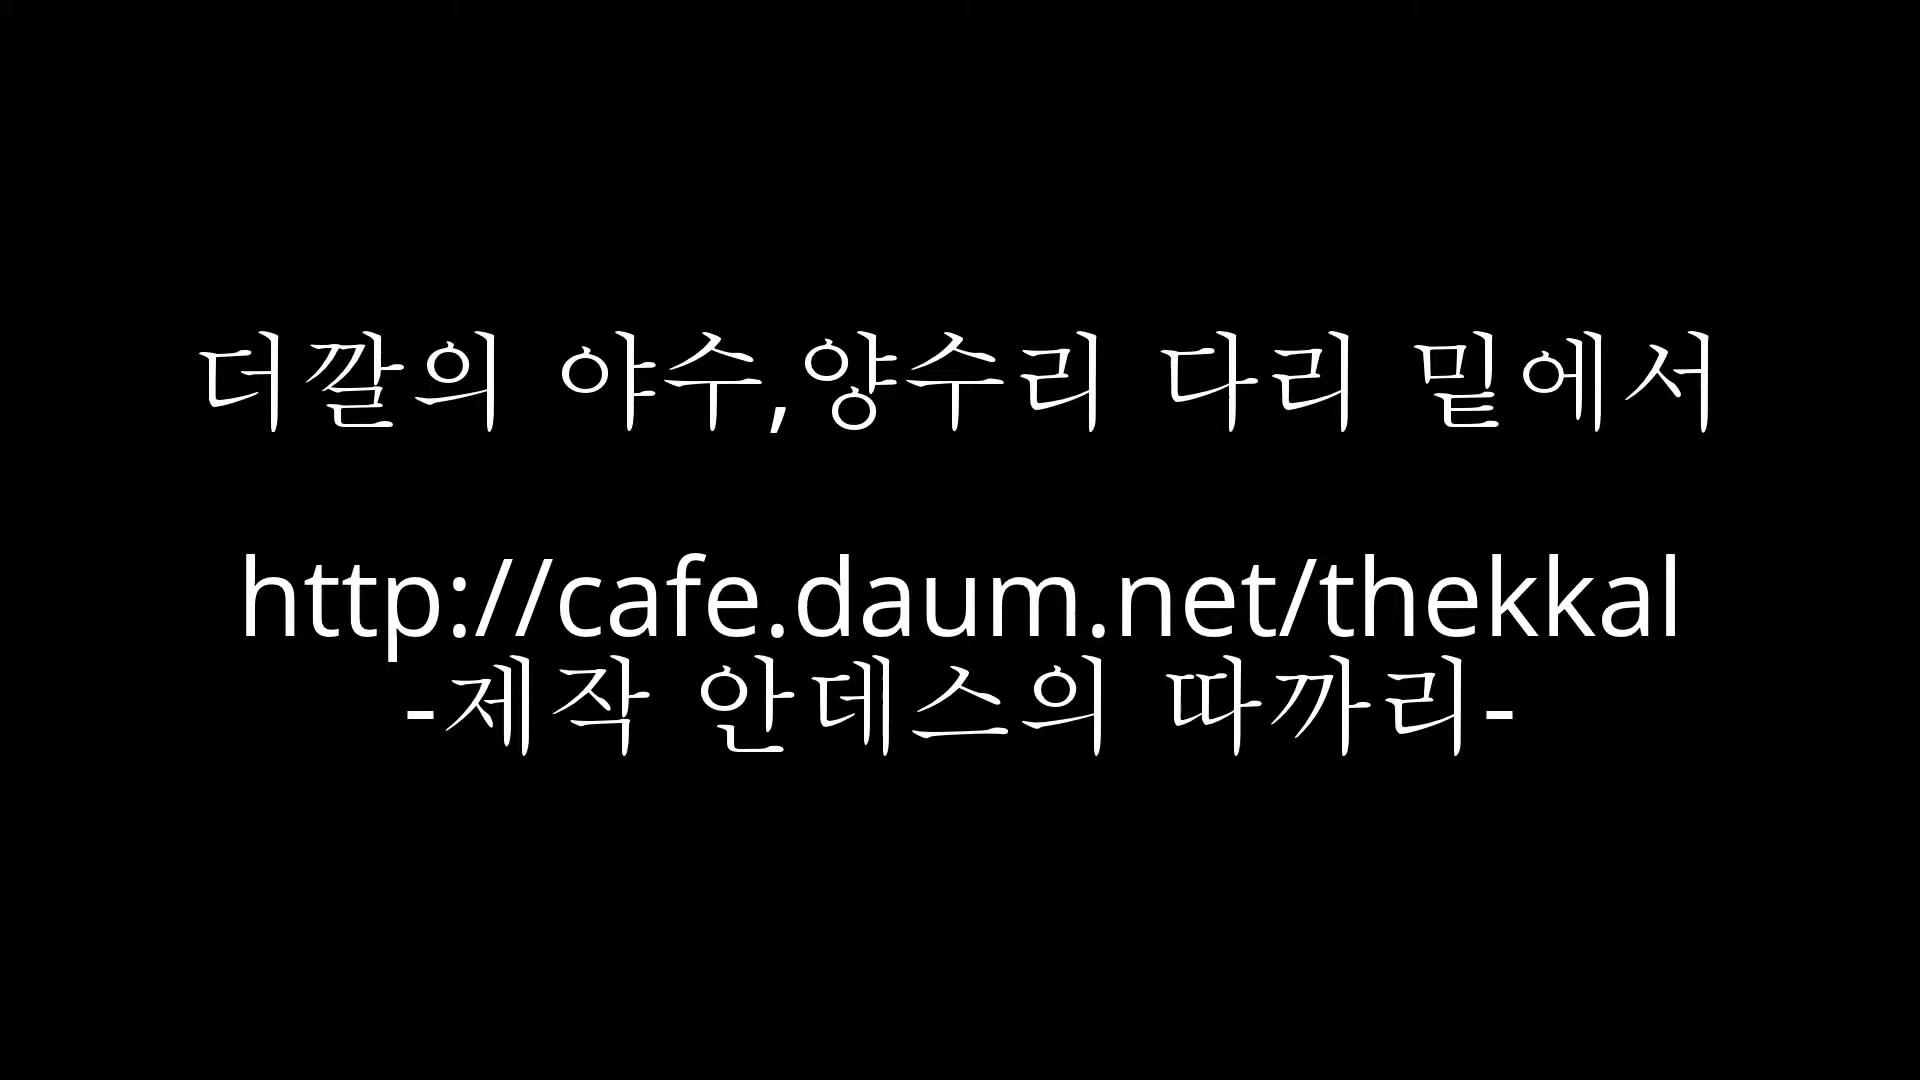 더깔의 야수,양수리 다리 밑에서
http://cafe.daum.net/thekkal
-제작 안데스의 따까리-